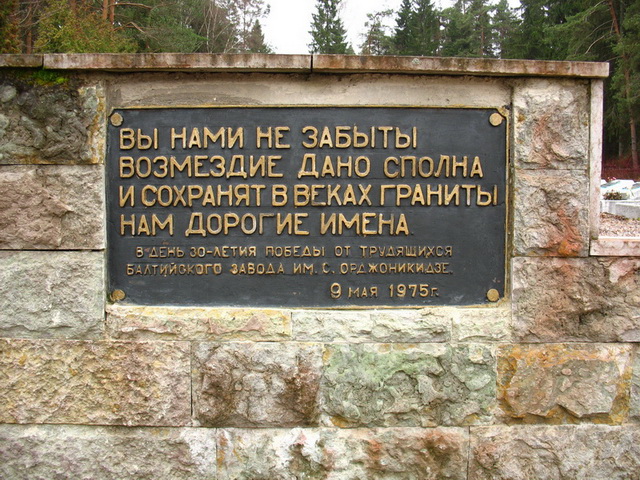 ВЫ НАМИ НЕ ЗАБЫТЫ
ВОЗМЕЗДИЕ ДАНО СПОЛНА
И СОХРАНЯТ В ВЕКАХ ГРАНИТЫ
НАМ ДОРОГИЕ ИМЕНА.
В ДЕНЬ 30-ЛЕТИЯ ПОБЕДЫ ОТ ТРУДЯЩИХСЯ
БАЛТИЙСКОГО ЗАВОДА ИМ. С. ОРДЖОНИКИДЗЕ.
9 МАЯ 1975 г.